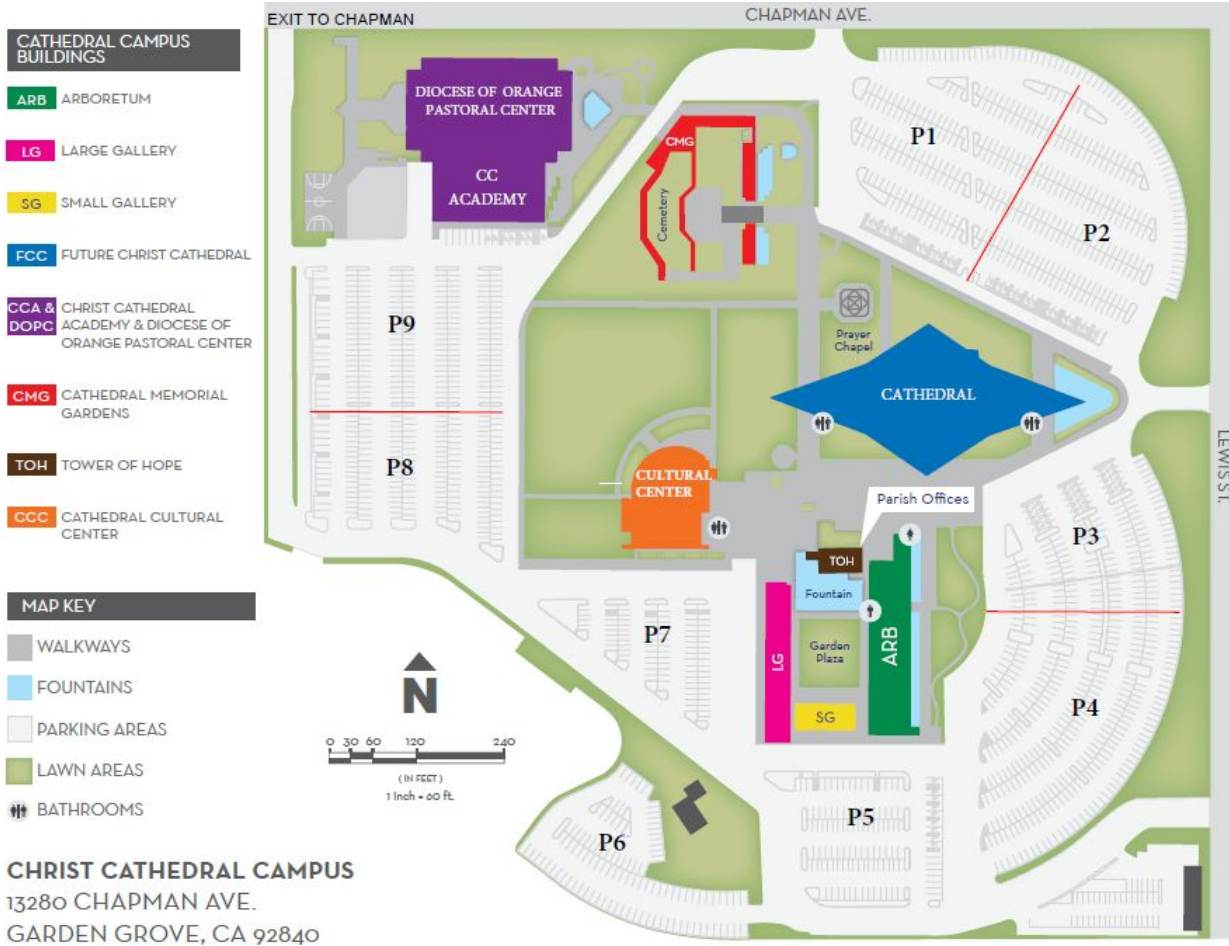 EXIT TO CHAPMAN
CHAPMAN AVE.
CATHEDRAL CAMPUS
BUILDINGS
ARB ARBORETUM
LG LARGE GALLERY
SG SMALL GALLERY
FCC FUTURE CHRIST CATHEDRAL
CCA & CHRIST CATHEDRAL
DOPC ACADEMY & DIOCESE OF
ORANGE PASTORAL CENTER
CMG CATHEDRAL MEMORIAL
GARDENS
TOH TOWER OF HOPE
CCC CATHEDRAL CULTURAL
CENTER
MAP KEY
WALKWAYS
FOUNTAINS
PARKING AREAS
LAWN AREAS
BATHROOMS
CHRIST CATHEDRAL CAMPUS
13280 CHAPMAN AVE.
GARDEN GROVE, CA 92840
DIOCESE OF ORANGE
PASTORAL CENTER
CC
ACADEMY
CMG
Cemetery
P1
P2
P9
Prayer
Chapel
CATHEDRAL
LEWIS ST.
P8
CULTURAL
CENTER
Parish Offices
P3
TOH
Fountain
P7
Garden
Plaza
ARB
LG
SG
P4
N
0 30 60 120 240
(IN FEET)
1 Inch = 60 ft.
P5
P6